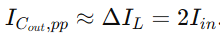 I_{C_{out},pp} ≈ ΔI_L = 2I_{in}.